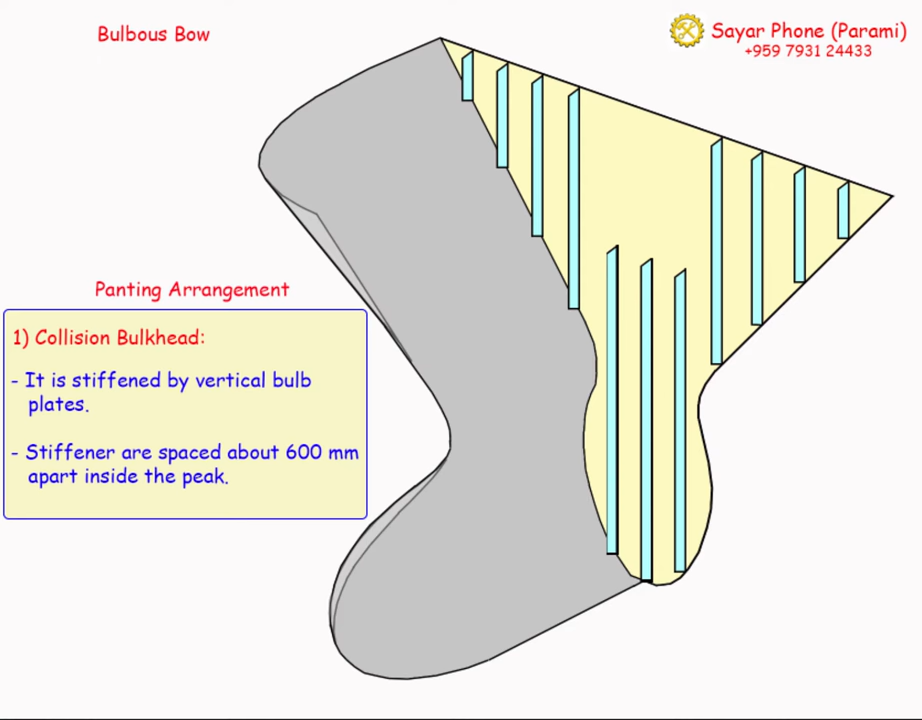 Bulbous Bow
Sayar Phone (Parami)
+959 7931 24433
Panting Arrangement
1) Collision Bulkhead:
- It is stiffened by vertical bulb
plates.
- Stiffener are spaced about 600 mm
apart inside the peak.